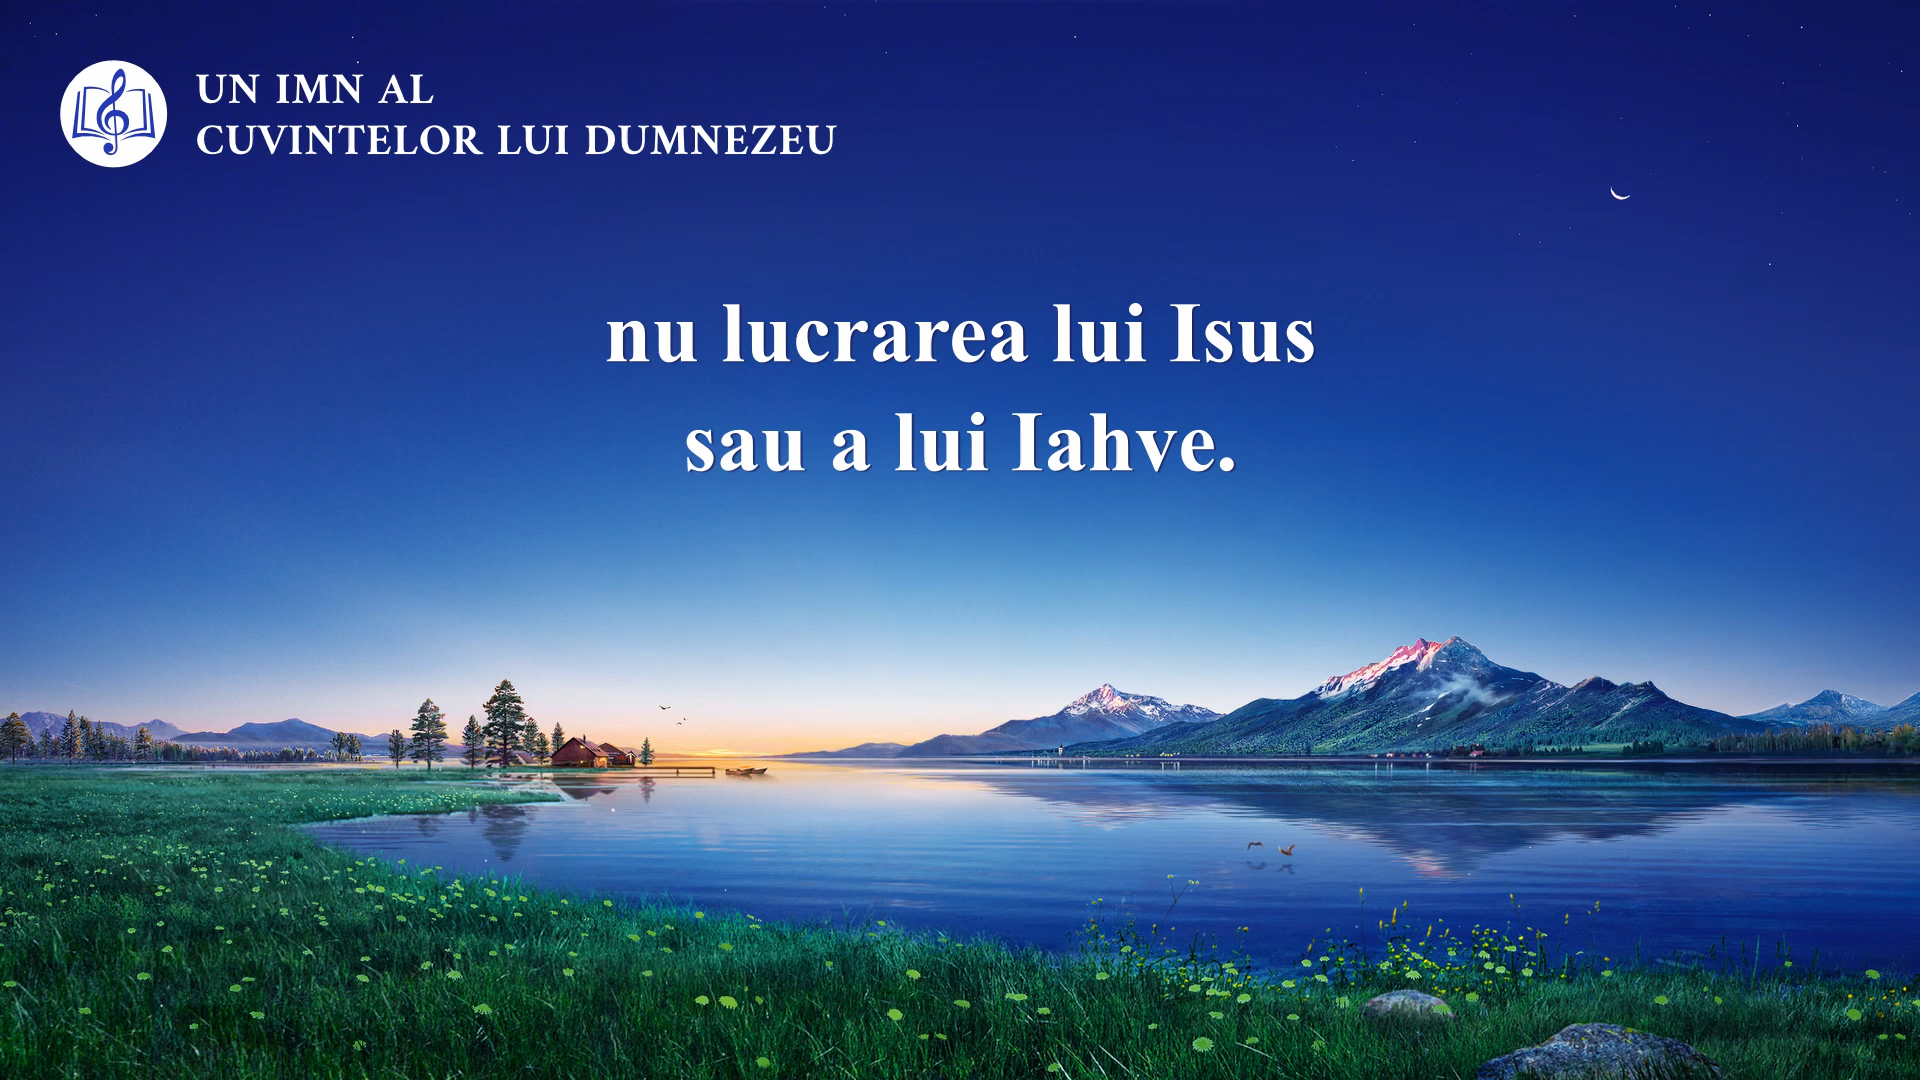 UN IMN AL
CUVINTELOR LUI DUMNEZEU
nu lucrarea lui Isus
sau a lui Iahve.